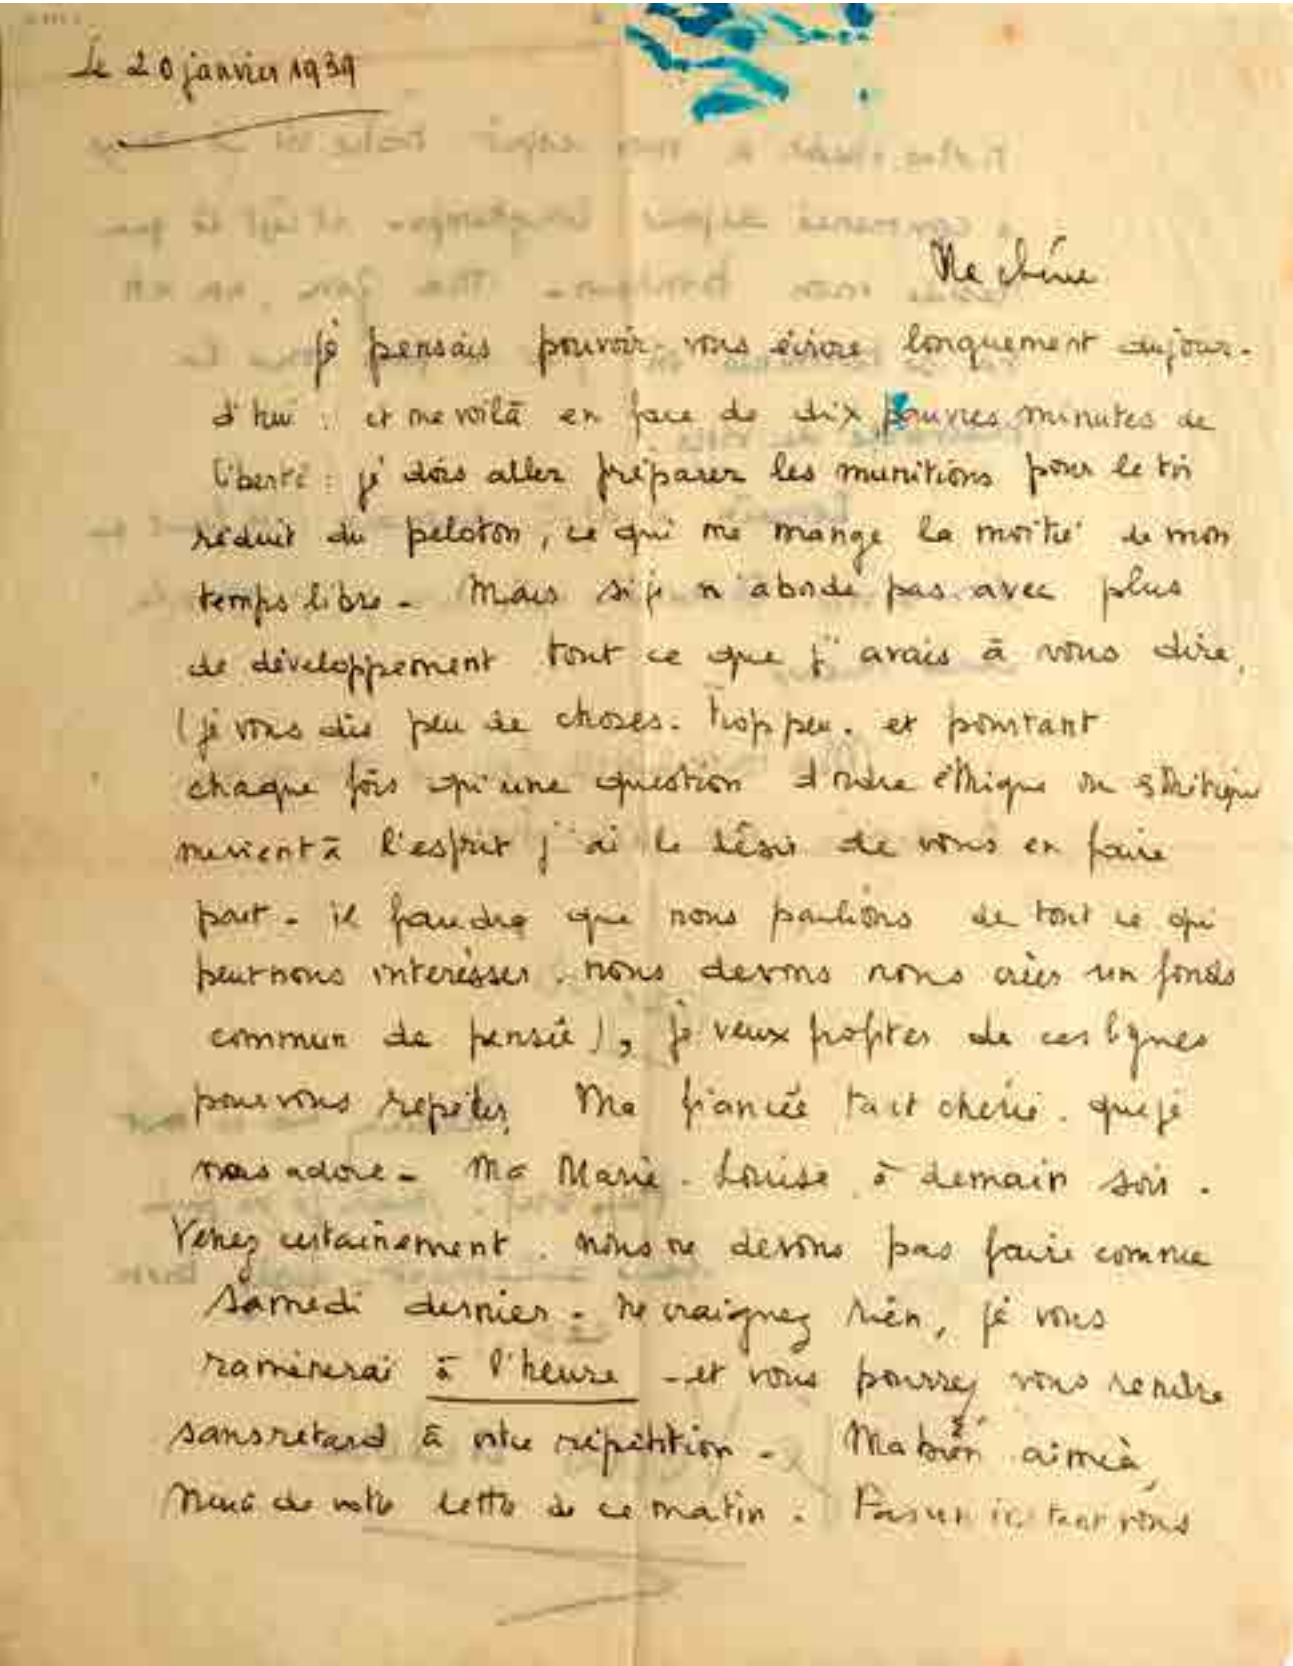 Le 20 janvier 1939
Ma chérie
Je pensais pouvoir vous écrire longuement aujour-
d'hui : et me voilà en face de dix pauvres minutes de
liberté : je dois aller préparer les munitions pour le tir
réduit du peloton, ce qui me mange la moitié de mon
temps libre - Mais si je n'aborde pas avec plus
de développement tout ce que j'avais à vous dire,
(je vous dis peu de choses. Trop peu. et pourtant
chaque fois qu'une question d'ordre éthique ou esthétique
me vient à l'esprit j'ai le désir de vous en faire
part - il faudra que nous parlions de tout ce qui
peut nous intéresser. nous devons nous créer un fonds
commun de pensée), je veux profiter de ces lignes
pour vous répéter, Ma fiancée tant chérie. que je
vous adore - Ma Marie-Louise, à demain soir.
Venez certainement. nous ne devons pas faire comme
samedi dernier - ne craignez rien, je vous
ramènerai à l'heure - et vous pourrez vous rendre
sans retard à votre répétition - Ma bien aimée,
Merci de votre lettre de ce matin. Pas un instant vous